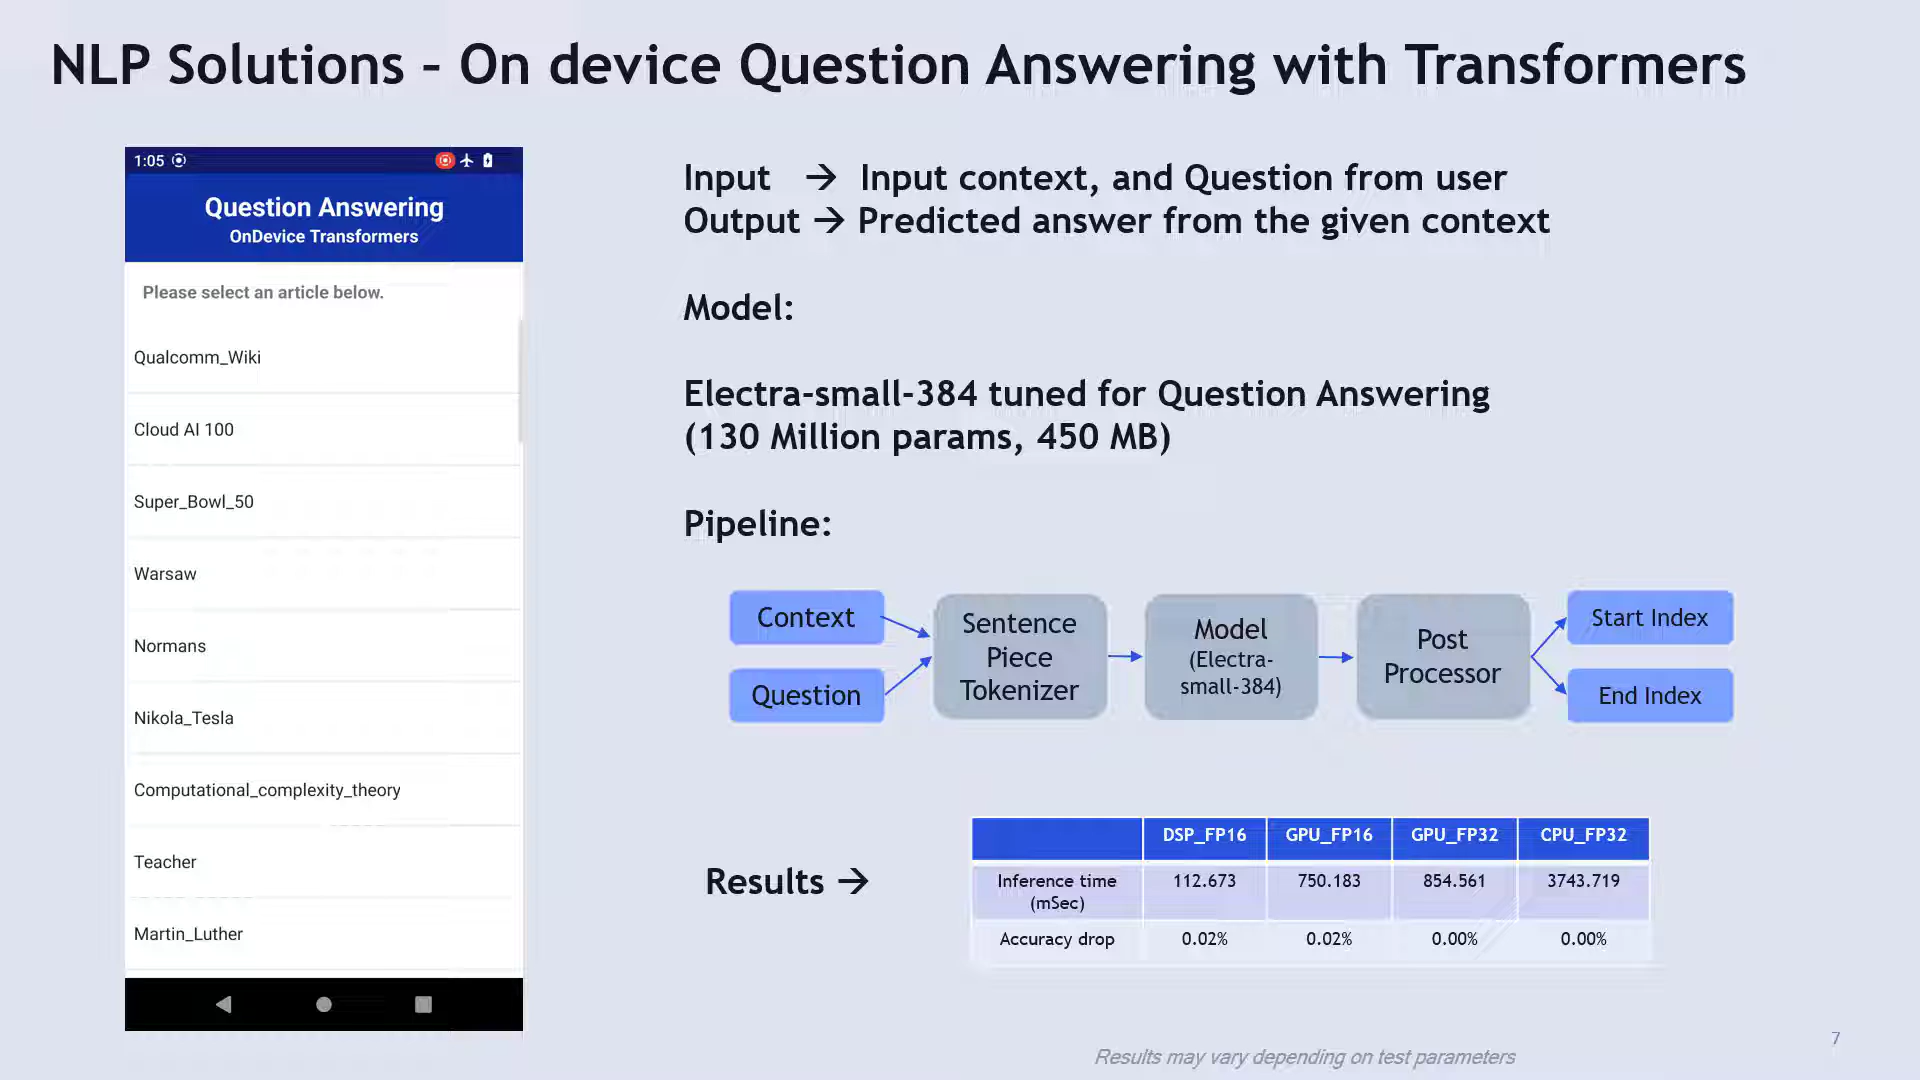 NLP Solutions – On device Question Answering with Transformers
1:05
Question Answering
OnDevice Transformers
Please select an article below.
Qualcomm_Wiki
Cloud AI 100
Super_Bowl_50
Warsaw
Normans
Nikola_Tesla
Computational_complexity_theory
Teacher
Martin_Luther
Input → Input context, and Question from user
Output → Predicted answer from the given context
Model:
Electra-small-384 tuned for Question Answering
(130 Million params, 450 MB)
Pipeline:
Context
Question
Sentence
Piece
Tokenizer
Model
(Electra-
small-384)
Post
Processor
Start Index
End Index
Results →
DSP_FP16 GPU_FP16 GPU_FP32 CPU_FP32
Inference time
(mSec)
112.673 750.183 854.561 3743.719
Accuracy drop 0.02% 0.02% 0.00% 0.00%
7
Results may vary depending on test parameters